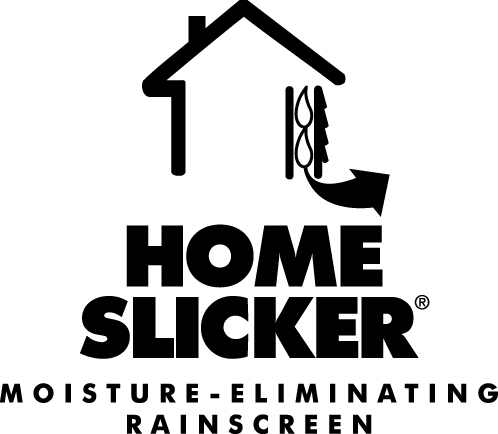 HOME
SLICKER®
MOISTURE-ELIMINATING
RAINSCREEN